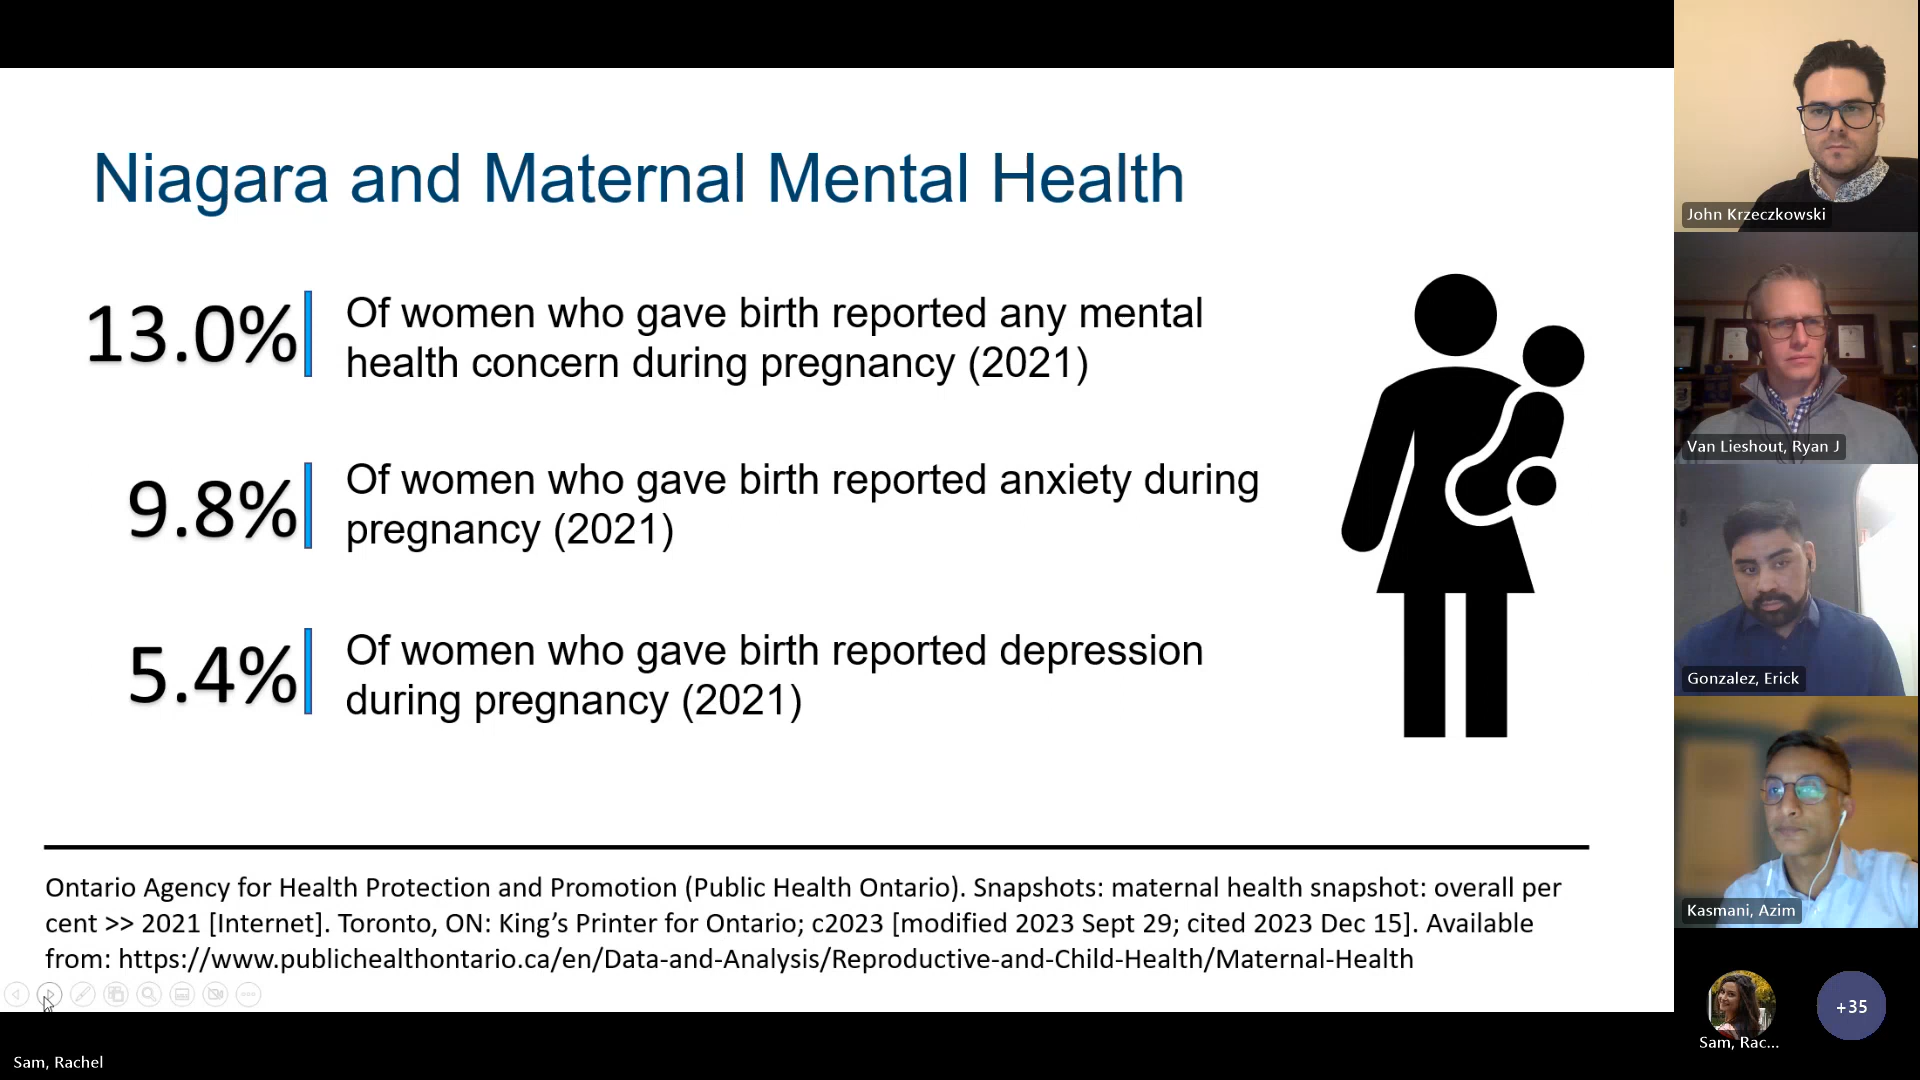 Niagara and Maternal Mental Health
13.0%
Of women who gave birth reported any mental
health concern during pregnancy (2021)
9.8%
Of women who gave birth reported anxiety during
pregnancy (2021)
5.4%
Of women who gave birth reported depression
during pregnancy (2021)
Ontario Agency for Health Protection and Promotion (Public Health Ontario). Snapshots: maternal health snapshot: overall per
cent >> 2021 [Internet]. Toronto, ON: King’s Printer for Ontario; c2023 [modified 2023 Sept 29; cited 2023 Dec 15]. Available
from: https://www.publichealthontario.ca/en/Data-and-Analysis/Reproductive-and-Child-Health/Maternal-Health
Sam, Rachel
John Krzeczkowski
Van Lieshout, Ryan J
Gonzalez, Erick
Kasmani, Azim
Sam, Rac...
+35